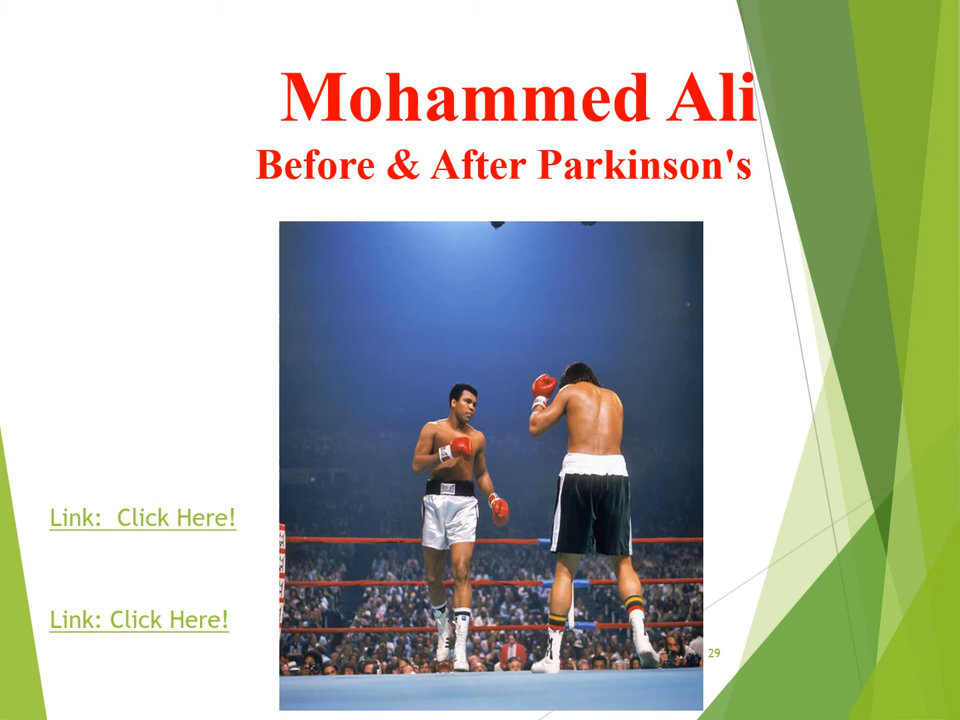 Mohammed Ali
Before & After Parkinson's
Link:  Click Here!
Link: Click Here!
29